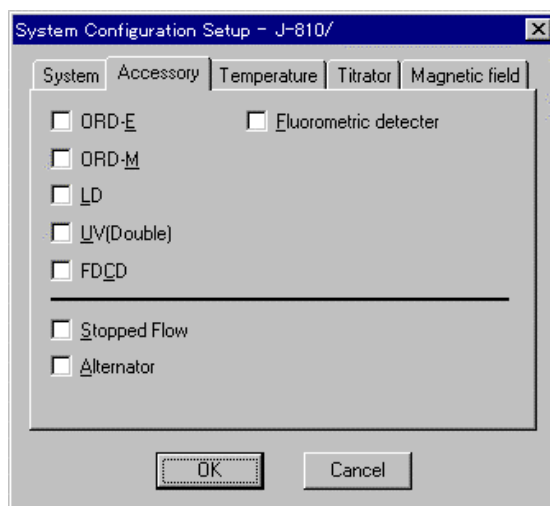 System Configuration Setup - J-810/
System Accessory Temperature Titrator Magnetic field
ORD-E Fluorometric detecter
ORD-M
LD
UV(Double)
FDCD
Stopped Flow
Alternator
OK Cancel